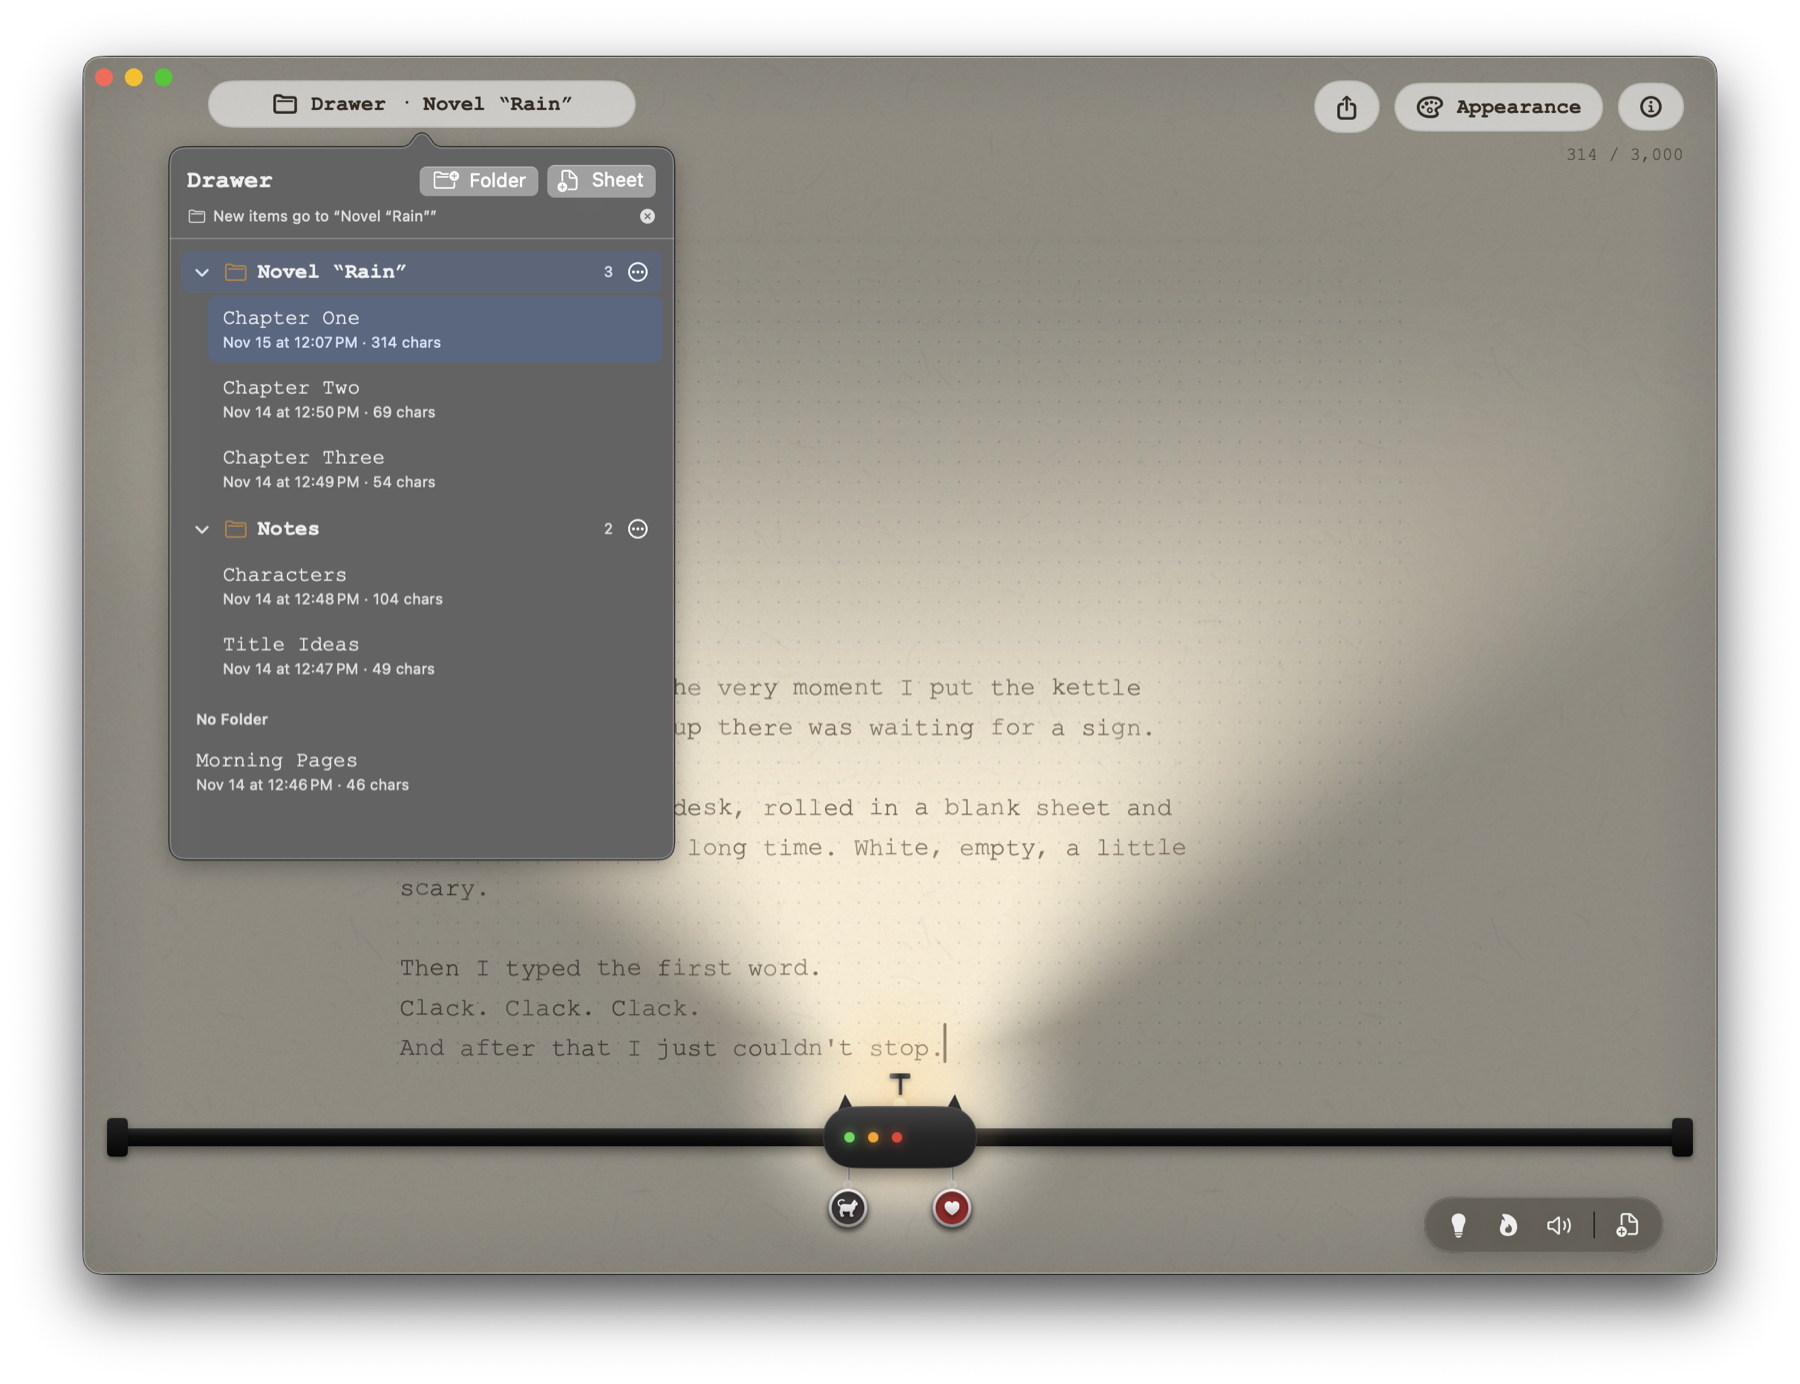 Drawer · Novel “Rain”
Appearance
314 / 3,000
Drawer
Folder
Sheet
New items go to “Novel “Rain””
Novel “Rain”
3
Chapter One
Nov 15 at 12:07 PM · 314 chars
Chapter Two
Nov 14 at 12:50 PM · 69 chars
Chapter Three
Nov 14 at 12:49 PM · 54 chars
Notes
2
Characters
Nov 14 at 12:48 PM · 104 chars
Title Ideas
Nov 14 at 12:47 PM · 49 chars
No Folder
Morning Pages
Nov 14 at 12:46 PM · 46 chars
he very moment I put the kettle
up there was waiting for a sign.
desk, rolled in a blank sheet and
long time. White, empty, a little
scary.
Then I typed the first word.
Clack. Clack. Clack.
And after that I just couldn't stop.